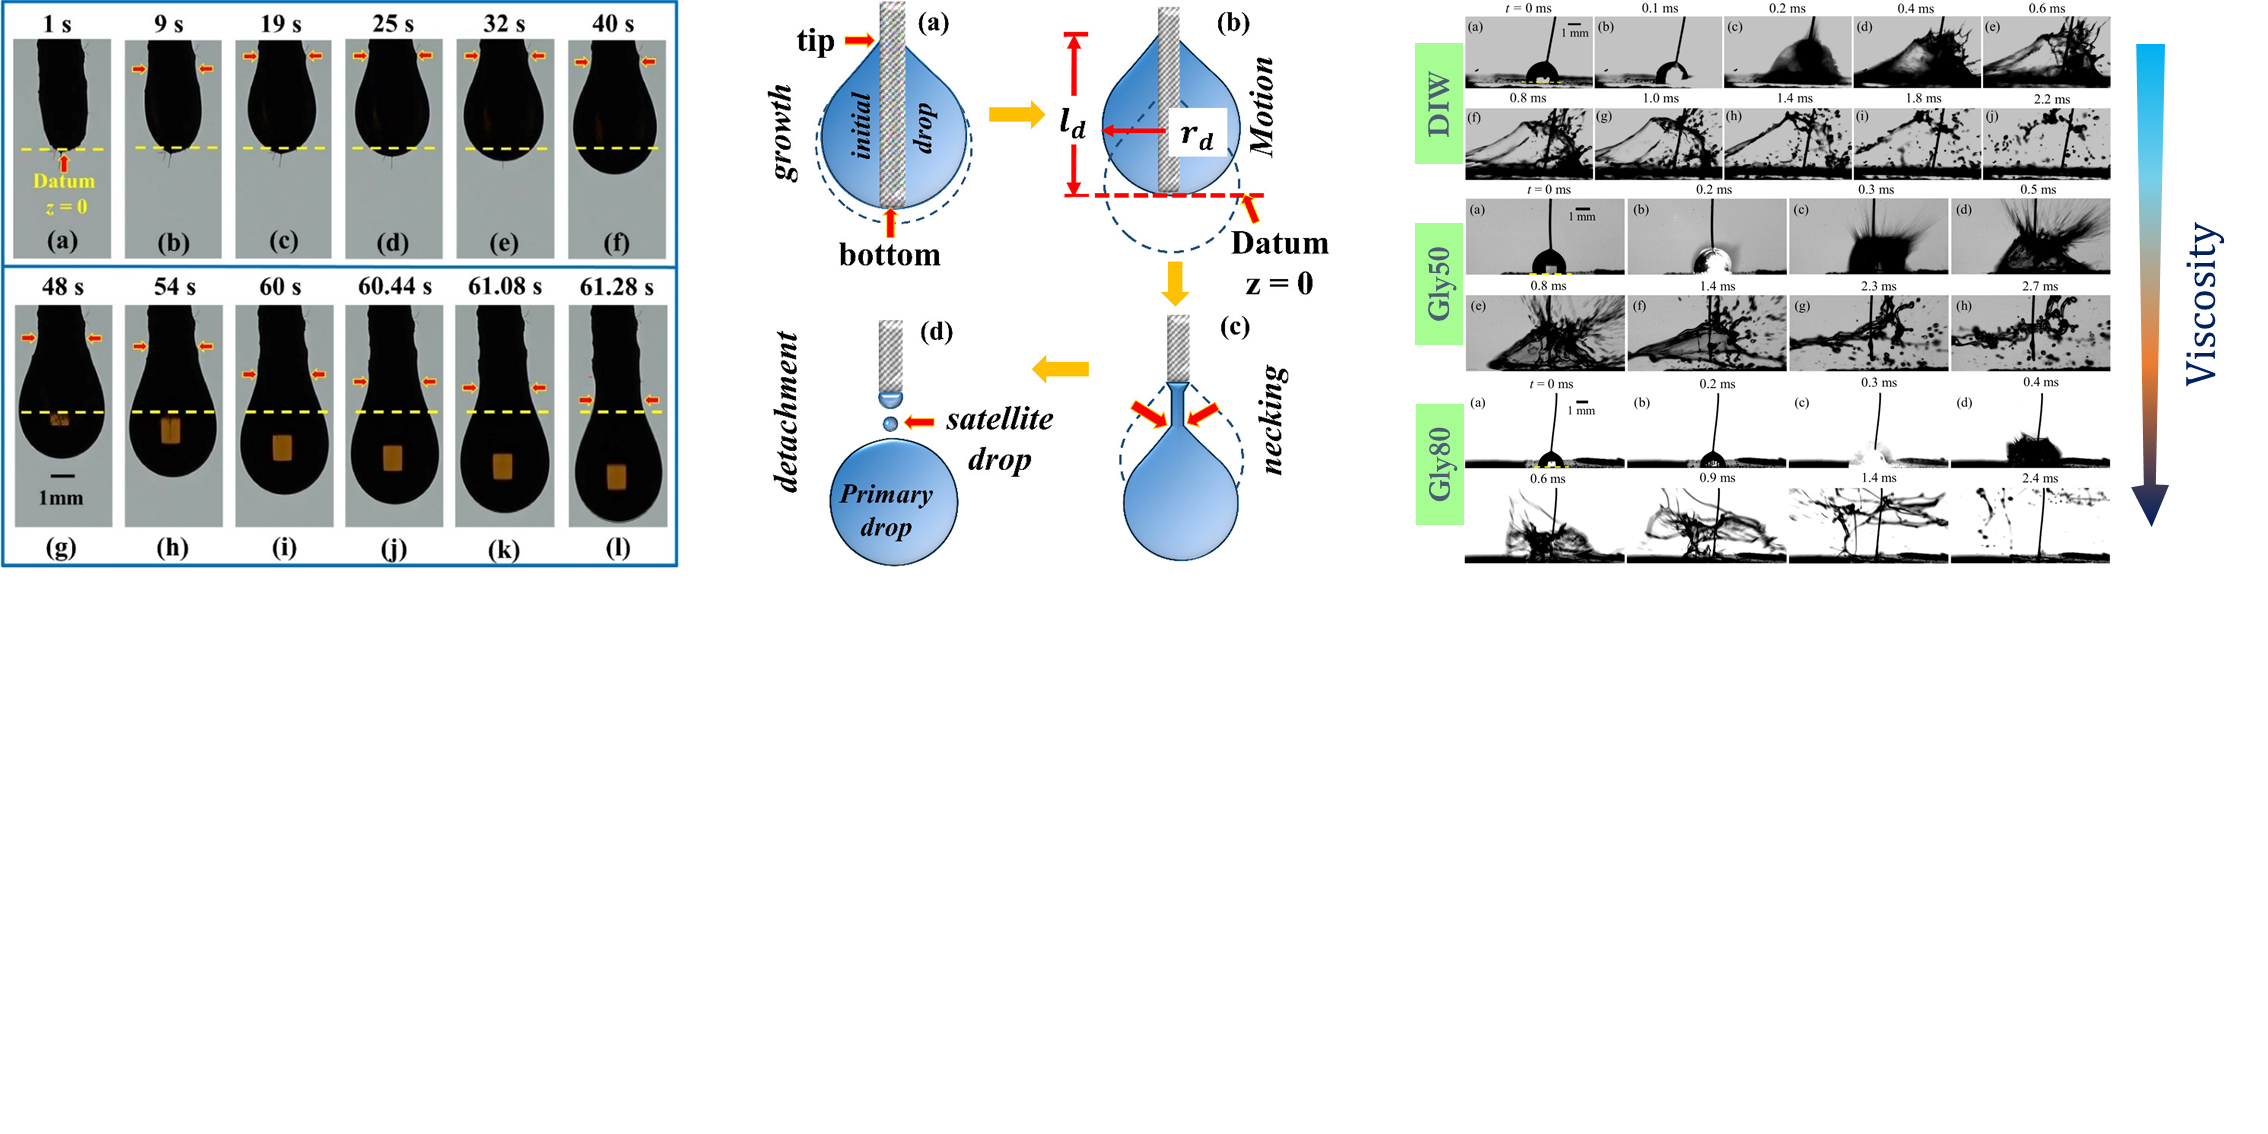 1 s 9 s 19 s 25 s 32 s 40 s
Datum
z = 0
(a) (b) (c) (d) (e) (f)
48 s 54 s 60 s 60.44 s 61.08 s 61.28 s
1mm
(g) (h) (i) (j) (k) (l)
tip
(a)
growth
initial
drop
bottom
(b)
l_d
r_d
Motion
Datum
z = 0
(c)
necking
(d)
detachment
satellite
drop
Primary
drop
DIW
t = 0 ms 0.1 ms 0.2 ms 0.4 ms 0.6 ms
(a) (b) (c) (d) (e)
1 mm
0.8 ms 1.0 ms 1.4 ms 1.8 ms 2.2 ms
(f) (g) (h) (i) (j)
Gly50
t = 0 ms 0.2 ms 0.3 ms 0.5 ms
(a) (b) (c) (d)
1 mm
0.8 ms 1.4 ms 2.3 ms 2.7 ms
(e) (f) (g) (h)
Gly80
t = 0 ms 0.2 ms 0.3 ms 0.4 ms
(a) (b) (c) (d)
1 mm
0.6 ms 0.9 ms 1.4 ms 2.4 ms
Viscosity